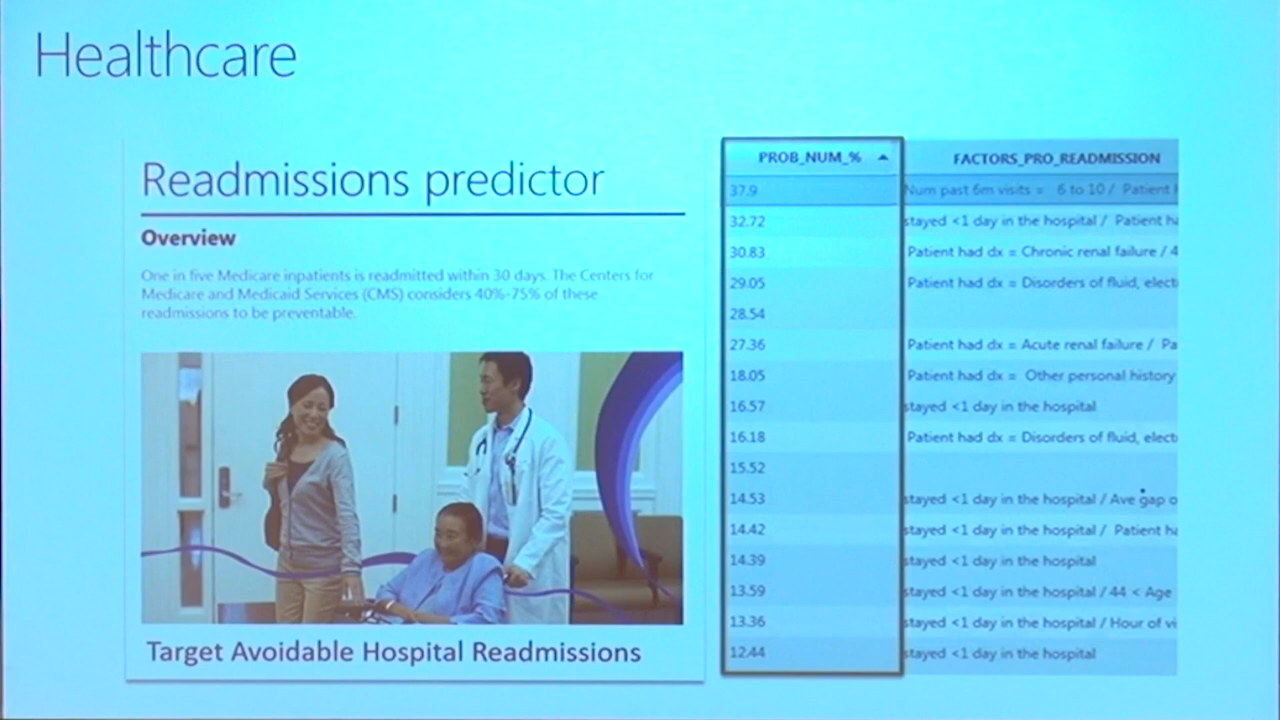 Healthcare
Readmissions predictor
Overview
One in five Medicare inpatients is readmitted within 30 days. The Centers for
Medicare and Medicaid Services (CMS) considers 40%-75% of these
readmissions to be preventable.
Target Avoidable Hospital Readmissions
PROB_NUM_% FACTORS_PRO_READMISSION
37.9 Num past 6m visits = 6 to 10 / Patient
32.72 stayed <1 day in the hospital / Patient ha
30.83 Patient had dx = Chronic renal failure / 4
29.05 Patient had dx = Disorders of fluid, elect
28.54
27.36 Patient had dx = Acute renal failure / Pa
18.05 Patient had dx = Other personal history
16.57 stayed <1 day in the hospital
16.18 Patient had dx = Disorders of fluid, elect
15.52
14.53 stayed <1 day in the hospital / Ave gap o
14.42 stayed <1 day in the hospital / Patient ha
14.39 stayed <1 day in the hospital
13.59 stayed <1 day in the hospital / 44 < Age
13.36 stayed <1 day in the hospital / Hour of vi
12.44 stayed <1 day in the hospital